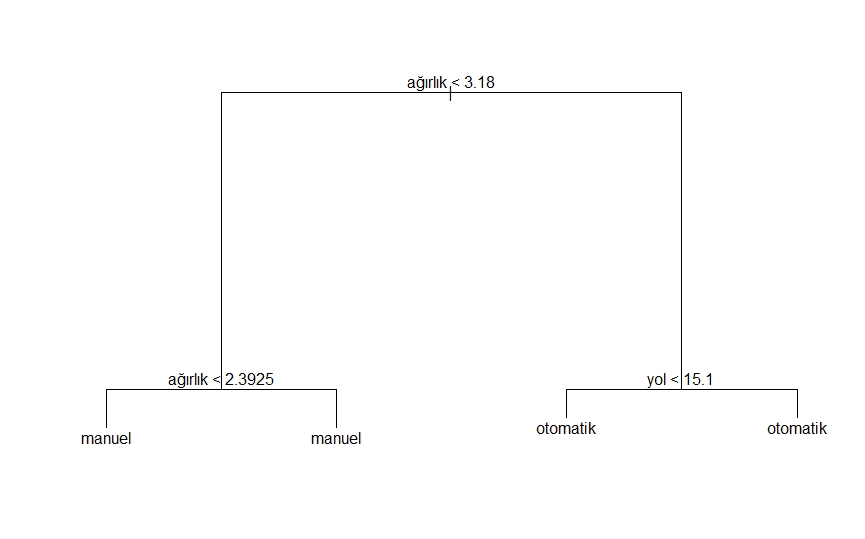 ağırlık < 3.18
ağırlık < 2.3925
yol < 15.1
manuel
manuel
otomatik
otomatik